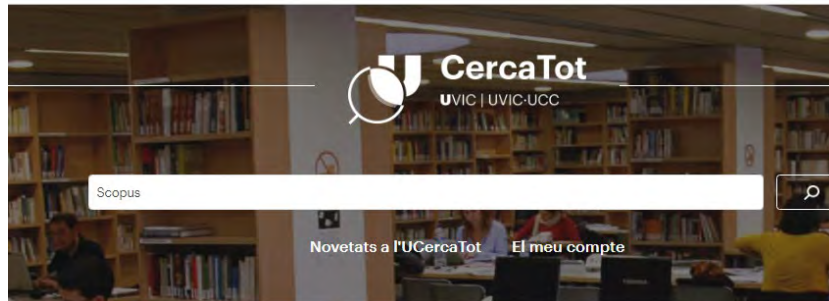 CercaTot
UVIC | UVIC·UCC
Scopus
Novetats a l'UCercaTot El meu compte